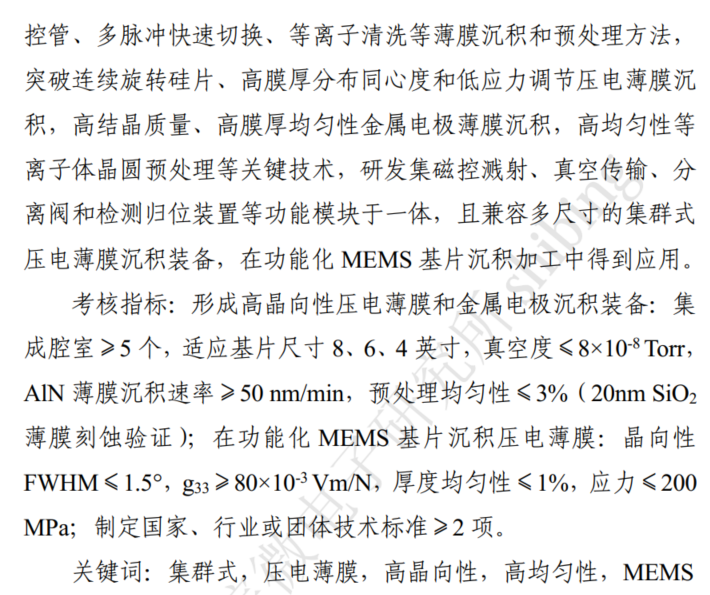 控管、多脉冲快速切换、等离子清洗等薄膜沉积和预处理方法，
突破连续旋转硅片、高膜厚分布同心度和低应力调节压电薄膜沉
积，高结晶质量、高膜厚均匀性金属电极薄膜沉积，高均匀性等
离子体晶圆预处理等关键技术，研发集磁控溅射、真空传输、分
离阀和检测归位装置等功能模块于一体，且兼容多尺寸的集群式
压电薄膜沉积装备，在功能化 MEMS 基片沉积加工中得到应用。
考核指标：形成高晶向性压电薄膜和金属电极沉积装备：集
成腔室≥5 个，适应基片尺寸 8、6、4 英寸，真空度≤8×10⁻⁸ Torr，
AlN 薄膜沉积速率≥50 nm/min，预处理均匀性≤3%（20nm SiO₂
薄膜刻蚀验证）；在功能化 MEMS 基片沉积压电薄膜：晶向性
FWHM≤1.5°，g₃₃≥80×10⁻³ Vm/N，厚度均匀性≤1%，应力≤200
MPa；制定国家、行业或团体技术标准≥2 项。
关键词：集群式，压电薄膜，高晶向性，高均匀性，MEMS
微电子研究所 shibing